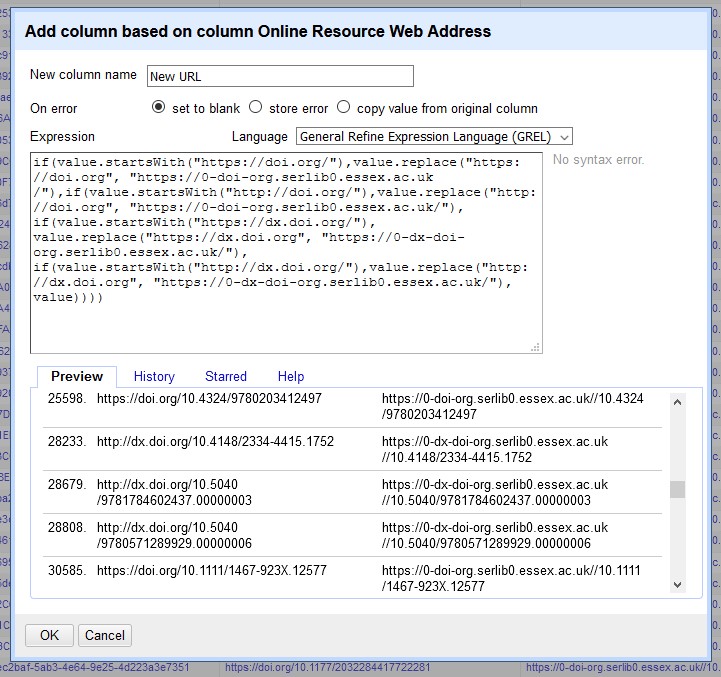 Add column based on column Online Resource Web Address
New column name New URL
On error set to blank store error copy value from original column
Expression Language General Refine Expression Language (GREL)
if(value.startsWith("https://doi.org/"),value.replace("https:
//doi.org", "https://0-doi-org.serlib0.essex.ac.uk
/"),if(value.startsWith("http://doi.org/"),value.replace("http:
//doi.org", "https://0-doi-org.serlib0.essex.ac.uk/"),
if(value.startsWith("https://dx.doi.org/"),
value.replace("https://dx.doi.org", "https://0-dx-doi-
org.serlib0.essex.ac.uk/"),
if(value.startsWith("http://dx.doi.org/"),value.replace("http:
//dx.doi.org", "https://0-dx-doi-org.serlib0.essex.ac.uk/"),
value))))
No syntax error.
Preview History Starred Help
25598. https://doi.org/10.4324/9780203412497 https://0-doi-org.serlib0.essex.ac.uk//10.4324
/9780203412497
28233. http://dx.doi.org/10.4148/2334-4415.1752 https://0-dx-doi-org.serlib0.essex.ac.uk
//10.4148/2334-4415.1752
28679. http://dx.doi.org/10.5040 https://0-dx-doi-org.serlib0.essex.ac.uk
/9781784602437.00000003 //10.5040/9781784602437.00000003
28808. http://dx.doi.org/10.5040 https://0-dx-doi-org.serlib0.essex.ac.uk
/9780571289929.00000006 //10.5040/9780571289929.00000006
30585. https://doi.org/10.1111/1467-923X.12577 https://0-doi-org.serlib0.essex.ac.uk//10.1111
/1467-923X.12577
OK Cancel
ec2baf-5ab3-4e64-9e25-4d223a3e7351 https://doi.org/10.1177/2032284417722281 https://0-doi-org.serlib0.essex.ac.uk//10.